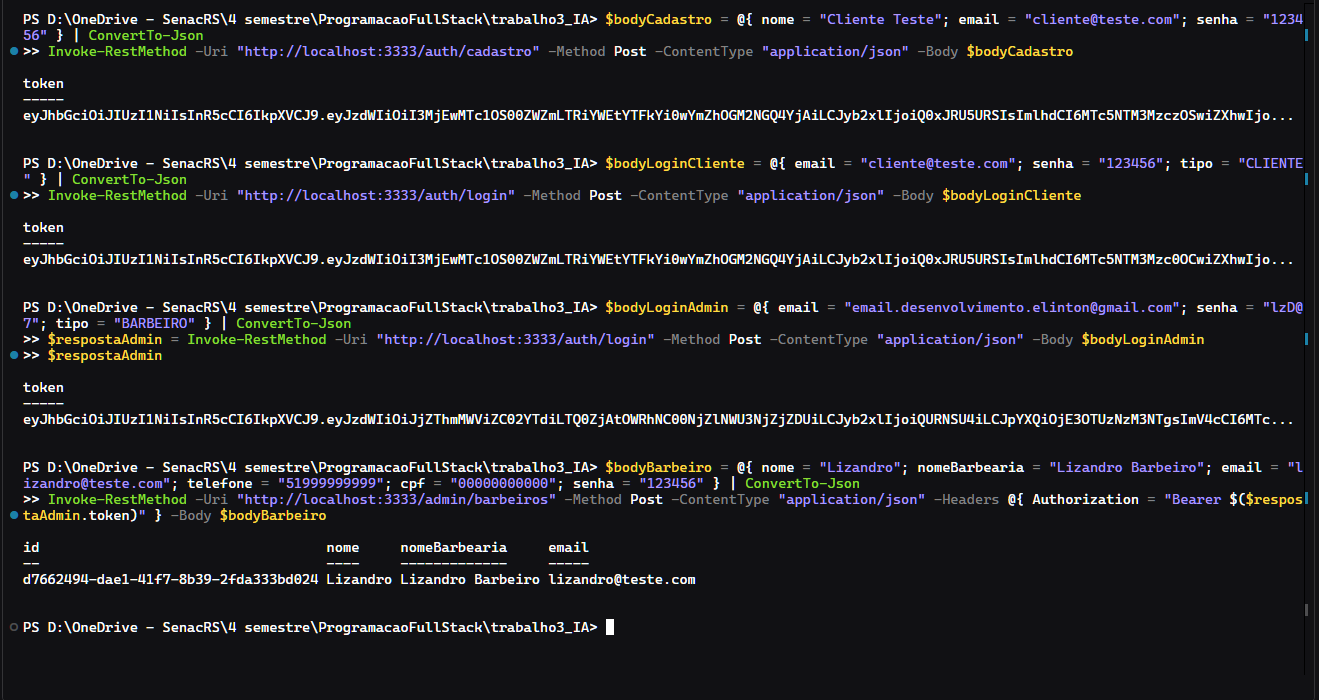 PS D:\OneDrive - SenacRS\4 semestre\ProgramacaoFullStack\trabalho3_IA> $bodyCadastro = @{ nome = "Cliente Teste"; email = "cliente@teste.com"; senha = "1234
56" } | ConvertTo-Json
>> Invoke-RestMethod -Uri "http://localhost:3333/auth/cadastro" -Method Post -ContentType "application/json" -Body $bodyCadastro
token
-----
eyJhbGciOiJIUzI1NiIsInR5cCI6IkpXVCJ9.eyJzdWIiOiI3MjEwMTc1OS00ZWZmLTRiYWEtYTFkYi0wYmZhOGM2NGQ4YjAiLCJyb2xlIjoiQ0xJRU5URSIsImlhdCI6MTc5NTM3MzczOSwiZXhwIjo...
PS D:\OneDrive - SenacRS\4 semestre\ProgramacaoFullStack\trabalho3_IA> $bodyLoginCliente = @{ email = "cliente@teste.com"; senha = "123456"; tipo = "CLIENTE
" } | ConvertTo-Json
>> Invoke-RestMethod -Uri "http://localhost:3333/auth/login" -Method Post -ContentType "application/json" -Body $bodyLoginCliente
token
-----
eyJhbGciOiJIUzI1NiIsInR5cCI6IkpXVCJ9.eyJzdWIiOiI3MjEwMTc1OS00ZWZmLTRiYWEtYTFkYi0wYmZhOGM2NGQ4YjAiLCJyb2xlIjoiQ0xJRU5URSIsImlhdCI6MTc5NTM3Mzc0OCwiZXhwIjo...
PS D:\OneDrive - SenacRS\4 semestre\ProgramacaoFullStack\trabalho3_IA> $bodyLoginAdmin = @{ email = "email.desenvolvimento.elinton@gmail.com"; senha = "lzD@
7"; tipo = "BARBEIRO" } | ConvertTo-Json
>> $respostaAdmin = Invoke-RestMethod -Uri "http://localhost:3333/auth/login" -Method Post -ContentType "application/json" -Body $bodyLoginAdmin
>> $respostaAdmin
token
-----
eyJhbGciOiJIUzI1NiIsInR5cCI6IkpXVCJ9.eyJzdWIiOiJjZThmMWViZC02YTdiLTQ0ZjAtOWRhNC00NjZlNWU3NjZjZDUiLCJyb2xlIjoiQURNSU4iLCJpYXQiOjE3OTUzNzM3NTgsImV4cCI6MTc...
PS D:\OneDrive - SenacRS\4 semestre\ProgramacaoFullStack\trabalho3_IA> $bodyBarbeiro = @{ nome = "Lizandro"; nomeBarbearia = "Lizandro Barbeiro"; email = "l
izandro@teste.com"; telefone = "51999999999"; cpf = "00000000000"; senha = "123456" } | ConvertTo-Json
>> Invoke-RestMethod -Uri "http://localhost:3333/admin/barbeiros" -Method Post -ContentType "application/json" -Headers @{ Authorization = "Bearer $($respos
taAdmin.token)" } -Body $bodyBarbeiro
id nome nomeBarbearia email
-- ---- ------------- -----
d7662494-dae1-41f7-8b39-2fda333bd024 Lizandro Lizandro Barbeiro lizandro@teste.com
PS D:\OneDrive - SenacRS\4 semestre\ProgramacaoFullStack\trabalho3_IA>